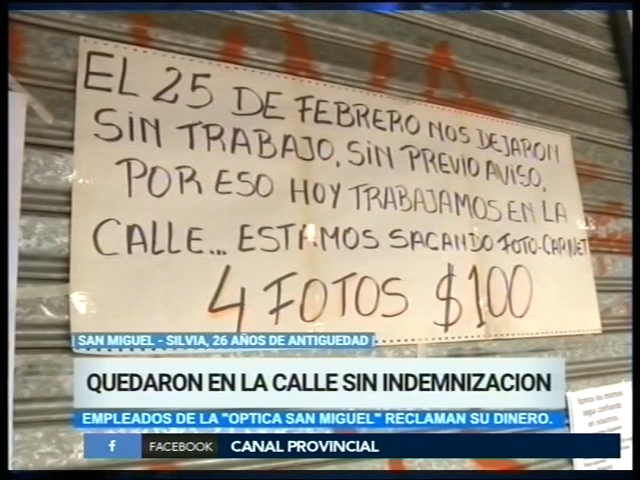 EL 25 DE FEBRERO NOS DEJARON
SIN TRABAJO, SIN PREVIO AVISO,
POR ESO HOY TRABAJAMOS EN LA
CALLE... ESTAMOS SACANDO FOTO-CARNET
4 FOTOS $100
SAN MIGUEL - SILVIA, 26 AÑOS DE ANTIGUEDAD
QUEDARON EN LA CALLE SIN INDEMNIZACION
EMPLEADOS DE LA "OPTICA SAN MIGUEL" RECLAMAN SU DINERO.
f FACEBOOK CANAL PROVINCIAL